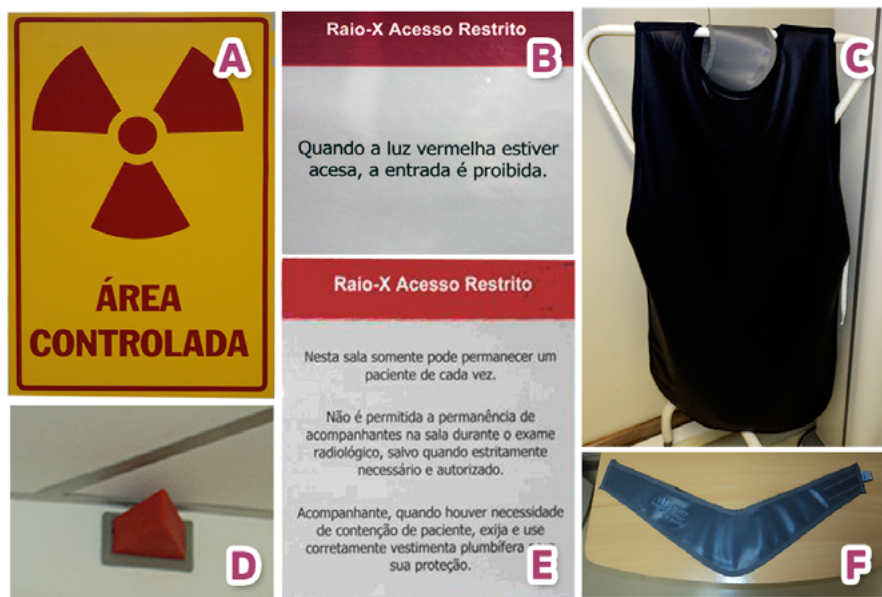 A
ÁREA
CONTROLADA
Raio-X Acesso Restrito
B
Quando a luz vermelha estiver
acesa, a entrada é proibida.
C
D
Raio-X Acesso Restrito
Nesta sala somente pode permanecer um
paciente de cada vez.
Não é permitida a permanência de
acompanhantes na sala durante o exame
radiológico, salvo quando estritamente
necessário e autorizado.
Acompanhante, quando houver necessidade
de contenção de paciente, exija e use
corretamente vestimenta plumbífera
sua proteção.
E
F